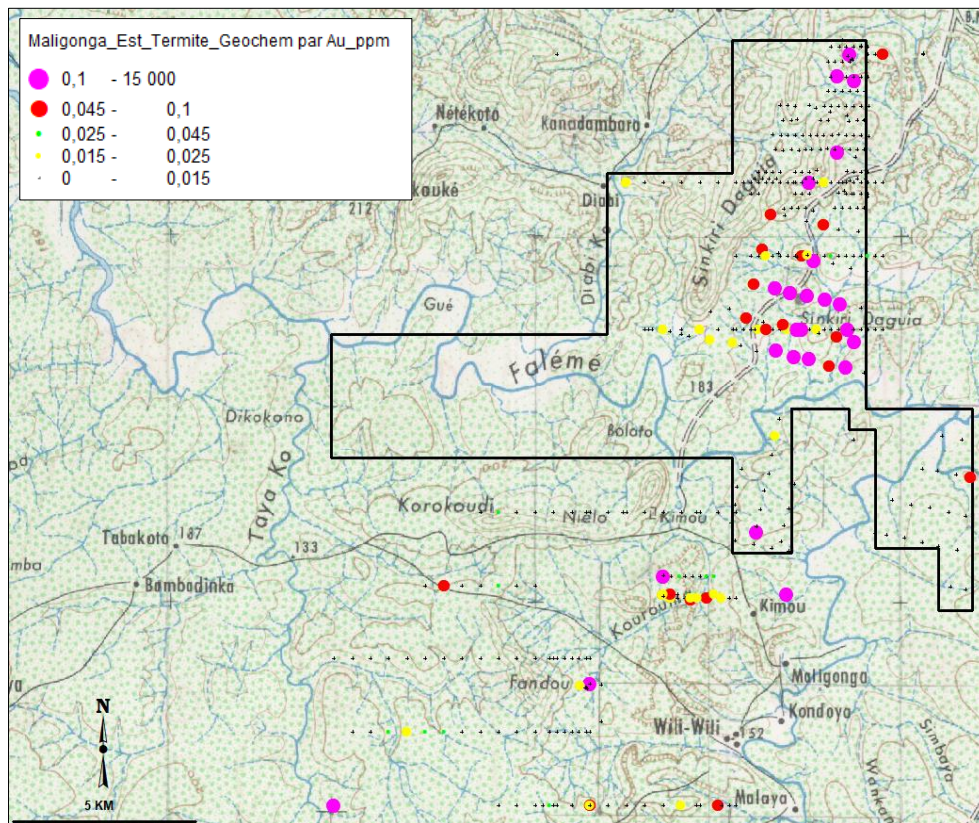 Maligonga_Est_Termite_Geochem par Au_ppm
0,1 - 15 000
0,045 - 0,1
0,025 - 0,045
0,015 - 0,025
0 - 0,015
B.N
Nétékoto
Kanadambara
kauké
212
Diabi
Diabi Ko
Sinkiri Daguia
Gué
Sinkiri Daguia
Falémé
183
Dikokono
Boloto
Taya Ko
Korokoudi
Niélo
Kimou
Tabakoto
187
133
mba
Bambadinka
Kimou
Maligonga
Fandou
ya
N
Kondoya
Wili-Wili
152
Simbaya
5 KM
Malaya